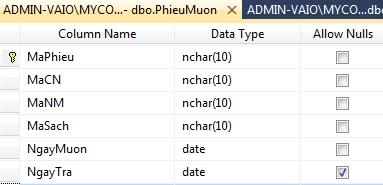 ADMIN-VAIO\MYCO...- dbo.PhieuMuon × ADMIN-VAIO\MYCO...dbo
Column Name Data Type Allow Nulls
MaPhieu nchar(10)
MaCN nchar(10)
MaNM nchar(10)
MaSach nchar(10)
NgayMuon date
NgayTra date